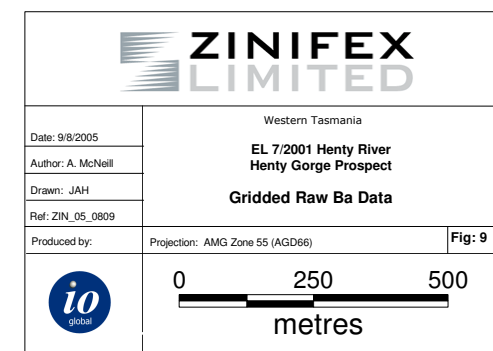 ZINIFEX
LIMITED
Date: 9/8/2005
Author: A. McNeill
Drawn: JAH
Ref: ZIN_05_0809
Western Tasmania
EL 7/2001 Henty River
Henty Gorge Prospect
Gridded Raw Ba Data
Produced by:
Projection: AMG Zone 55 (AGD66)
Fig: 9
io
global
0 250 500
metres